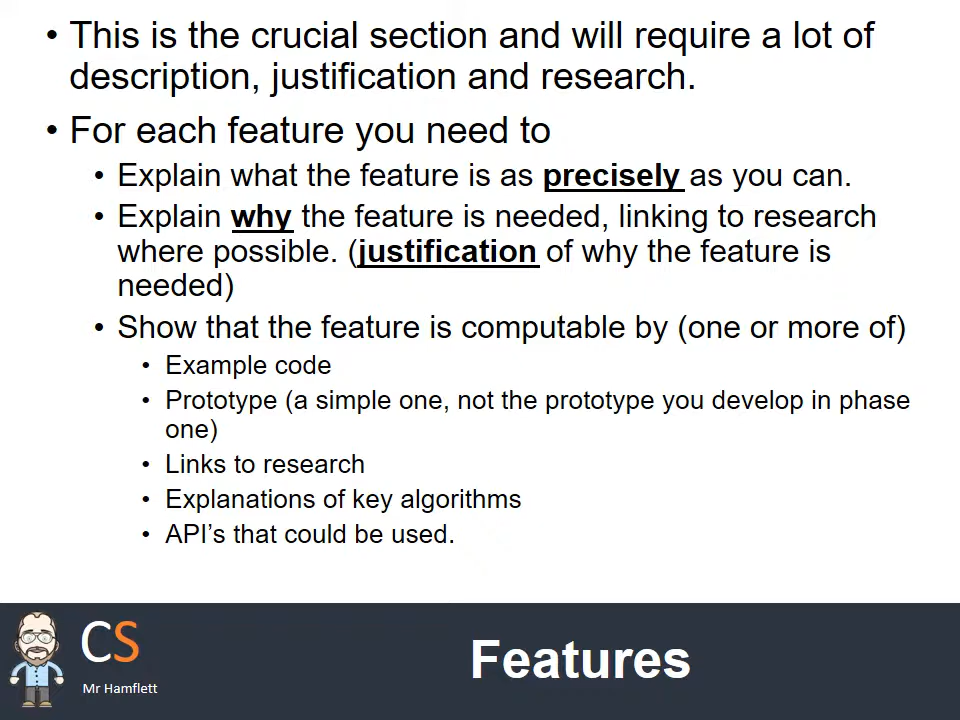 • This is the crucial section and will require a lot of
description, justification and research.
• For each feature you need to
• Explain what the feature is as precisely as you can.
• Explain why the feature is needed, linking to research
where possible. (justification of why the feature is
needed)
• Show that the feature is computable by (one or more of)
• Example code
• Prototype (a simple one, not the prototype you develop in phase
one)
• Links to research
• Explanations of key algorithms
• API’s that could be used.
CS
Mr Hamflett
Features